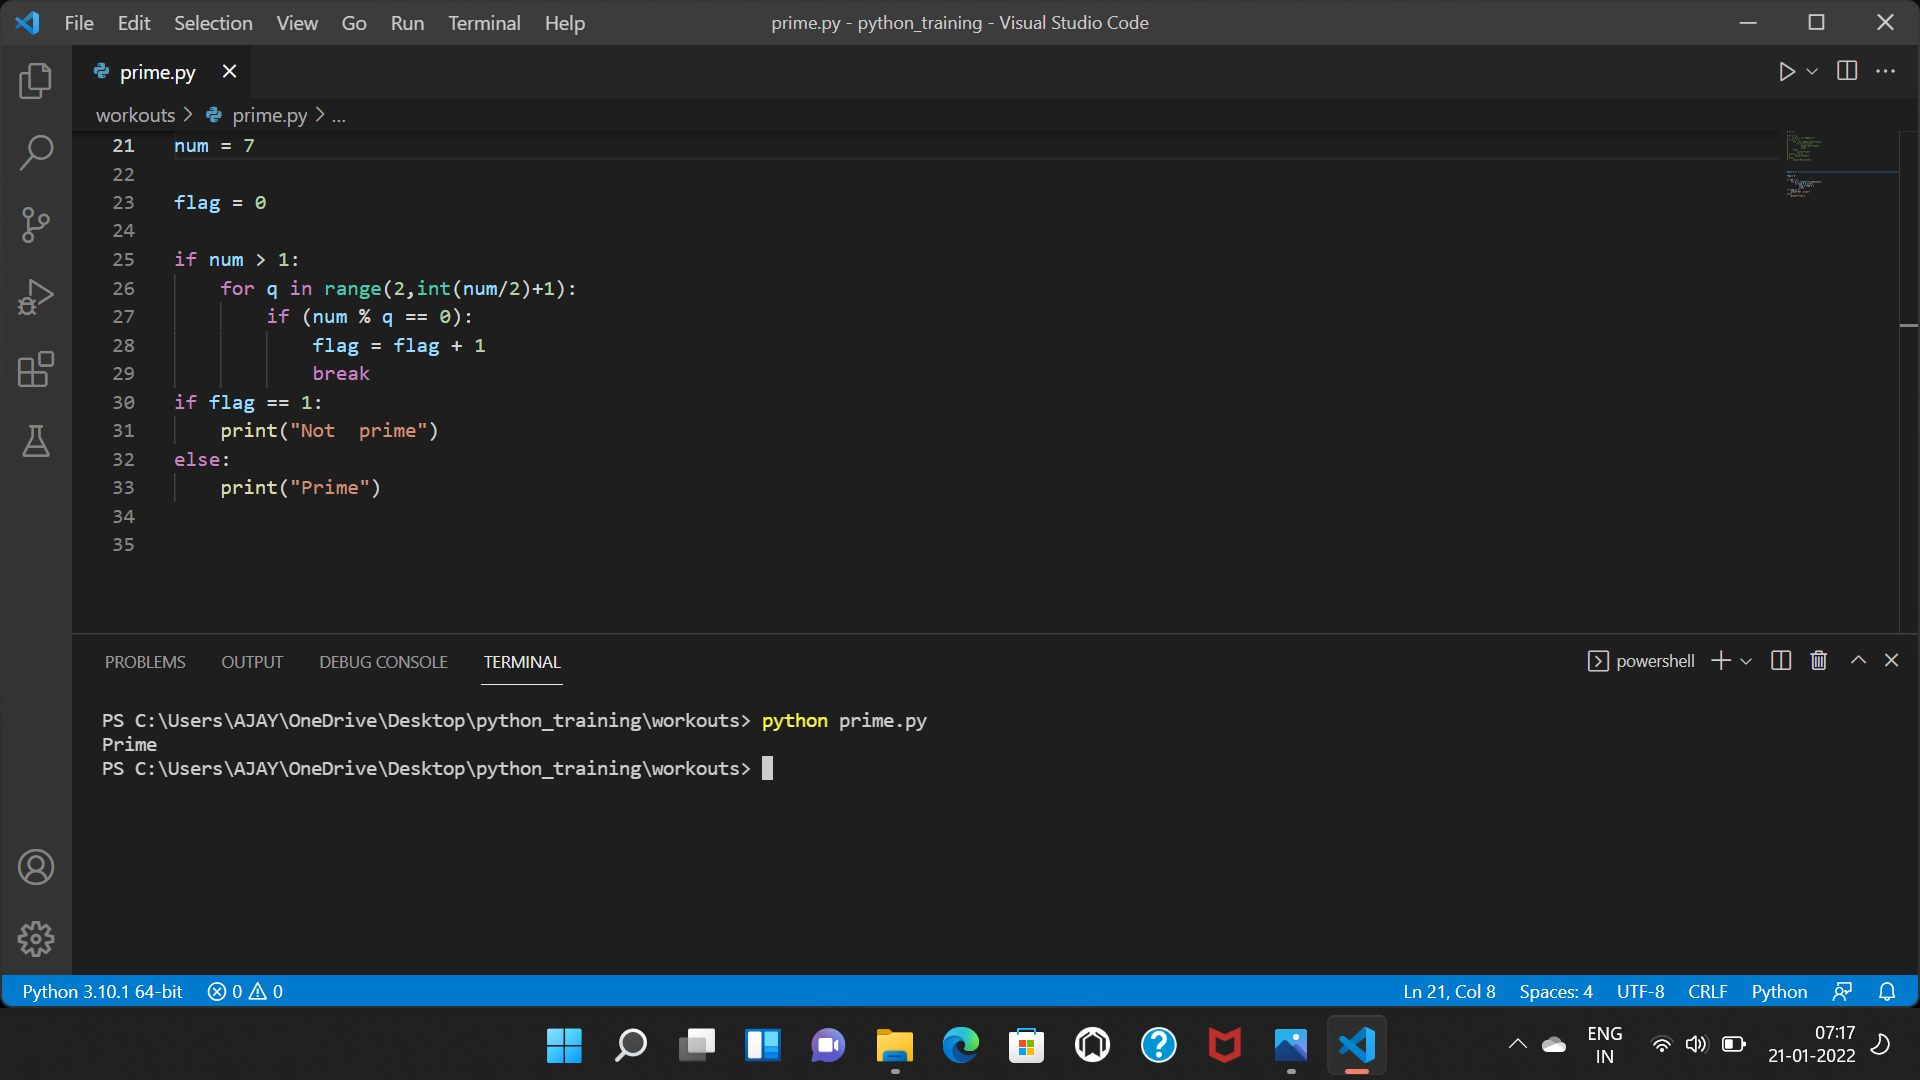 File Edit Selection View Go Run Terminal Help prime.py - python_training - Visual Studio Code
prime.py
workouts > prime.py > ...
21 num = 7
22
23 flag = 0
24
25 if num > 1:
26     for q in range(2,int(num/2)+1):
27         if (num % q == 0):
28             flag = flag + 1
29             break
30 if flag == 1:
31     print("Not  prime")
32 else:
33     print("Prime")
34
35
PROBLEMS OUTPUT DEBUG CONSOLE TERMINAL powershell
PS C:\Users\AJAY\OneDrive\Desktop\python_training\workouts> python prime.py
Prime
PS C:\Users\AJAY\OneDrive\Desktop\python_training\workouts>
Python 3.10.1 64-bit 0 0 Ln 21, Col 8 Spaces: 4 UTF-8 CRLF Python
ENG 07:17
IN 21-01-2022